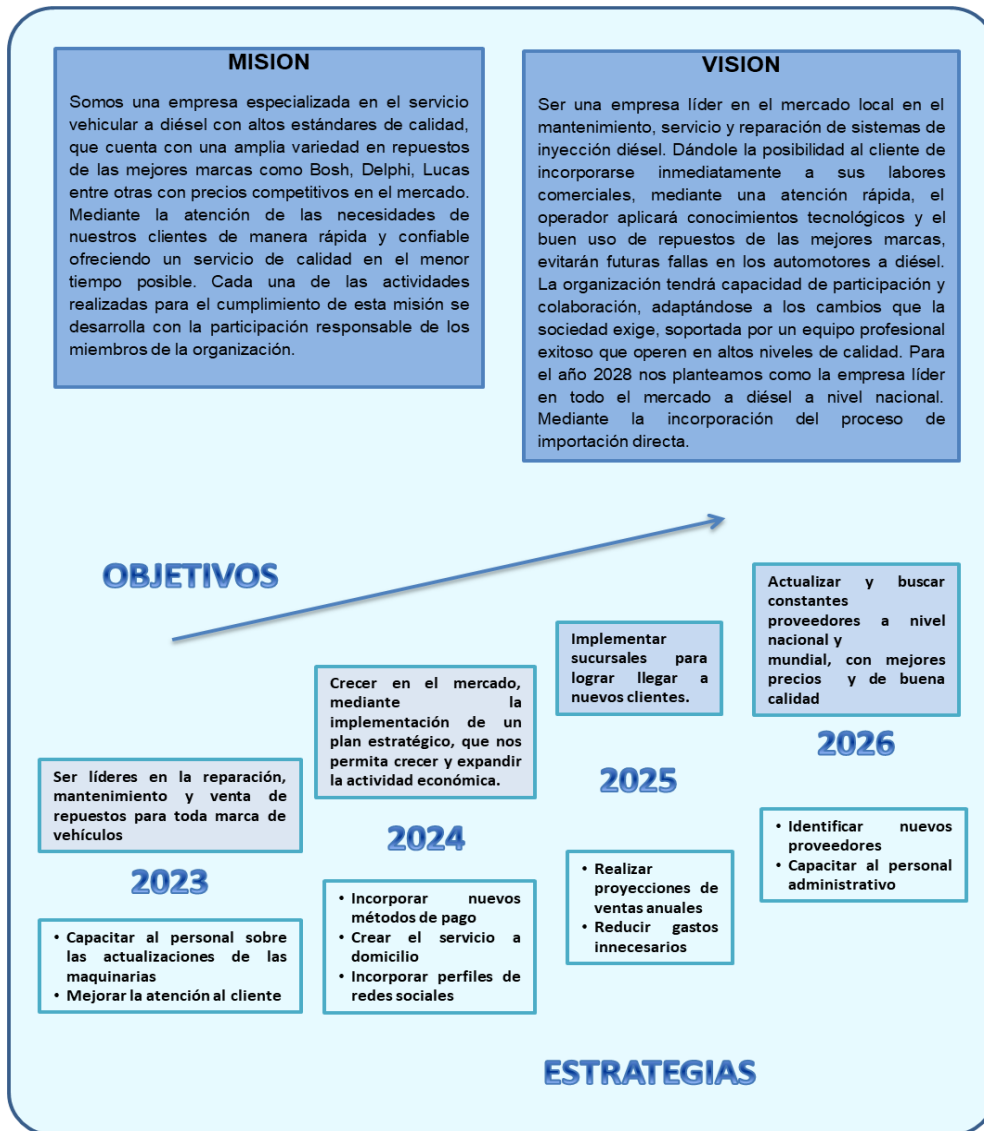 MISION
Somos una empresa especializada en el servicio
vehicular a diésel con altos estándares de calidad,
que cuenta con una amplia variedad en repuestos
de las mejores marcas como Bosh, Delphi, Lucas
entre otras con precios competitivos en el mercado.
Mediante la atención de las necesidades de
nuestros clientes de manera rápida y confiable
ofreciendo un servicio de calidad en el menor
tiempo posible. Cada una de las actividades
realizadas para el cumplimiento de esta misión se
desarrolla con la participación responsable de los
miembros de la organización.
VISION
Ser una empresa líder en el mercado local en el
mantenimiento, servicio y reparación de sistemas de
inyección diésel. Dándole la posibilidad al cliente de
incorporarse inmediatamente a sus labores
comerciales, mediante una atención rápida, el
operador aplicará conocimientos tecnológicos y el
buen uso de repuestos de las mejores marcas,
evitarán futuras fallas en los automotores a diésel.
La organización tendrá capacidad de participación y
colaboración, adaptándose a los cambios que la
sociedad exige, soportada por un equipo profesional
exitoso que operen en altos niveles de calidad. Para
el año 2028 nos planteamos como la empresa líder
en todo el mercado a diésel a nivel nacional.
Mediante la incorporación del proceso de
importación directa.
OBJETIVOS
Ser líderes en la reparación,
mantenimiento y venta de
repuestos para toda marca de
vehículos
2023
• Capacitar al personal sobre
las actualizaciones de las
maquinarias
• Mejorar la atención al cliente
Crecer en el mercado,
mediante la
implementación de un
plan estratégico, que nos
permita crecer y expandir
la actividad económica.
2024
• Incorporar nuevos
métodos de pago
• Crear el servicio a
domicilio
• Incorporar perfiles de
redes sociales
Implementar
sucursales para
lograr llegar a
nuevos clientes.
2025
• Realizar
proyecciones de
ventas anuales
• Reducir gastos
innecesarios
Actualizar y buscar
constantes
proveedores a nivel
nacional y
mundial, con mejores
precios y de buena
calidad
2026
• Identificar nuevos
proveedores
• Capacitar al personal
administrativo
ESTRATEGIAS